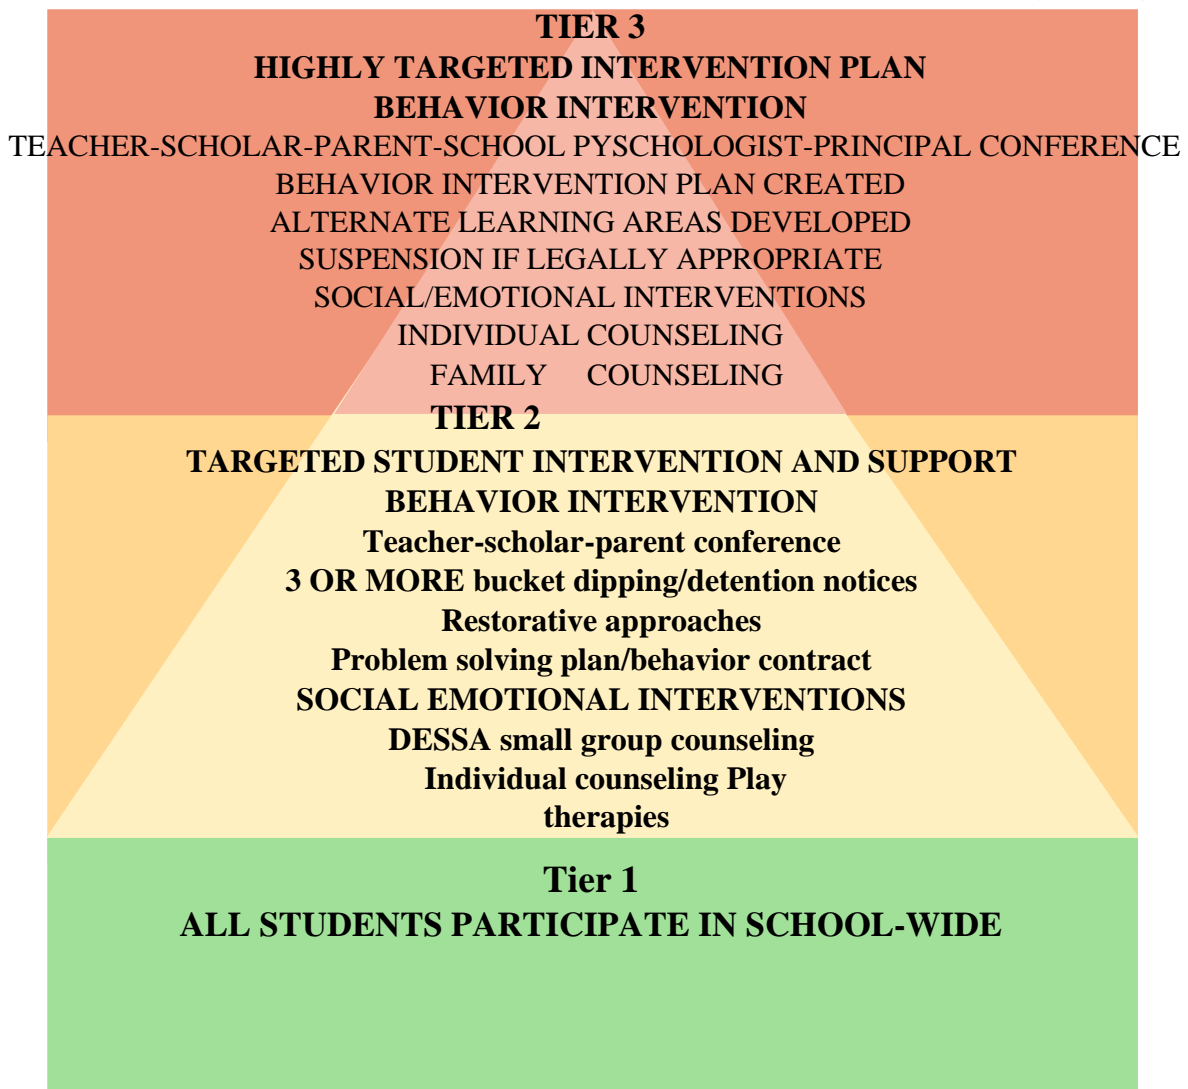 TIER 3
HIGHLY TARGETED INTERVENTION PLAN
BEHAVIOR INTERVENTION
TEACHER-SCHOLAR-PARENT-SCHOOL PYSCHOLOGIST-PRINCIPAL CONFERENCE
BEHAVIOR INTERVENTION PLAN CREATED
ALTERNATE LEARNING AREAS DEVELOPED
SUSPENSION IF LEGALLY APPROPRIATE
SOCIAL/EMOTIONAL INTERVENTIONS
INDIVIDUAL COUNSELING
FAMILY COUNSELING
TIER 2
TARGETED STUDENT INTERVENTION AND SUPPORT
BEHAVIOR INTERVENTION
Teacher-scholar-parent conference
3 OR MORE bucket dipping/detention notices
Restorative approaches
Problem solving plan/behavior contract
SOCIAL EMOTIONAL INTERVENTIONS
DESSA small group counseling
Individual counseling Play
therapies
Tier 1
ALL STUDENTS PARTICIPATE IN SCHOOL-WIDE